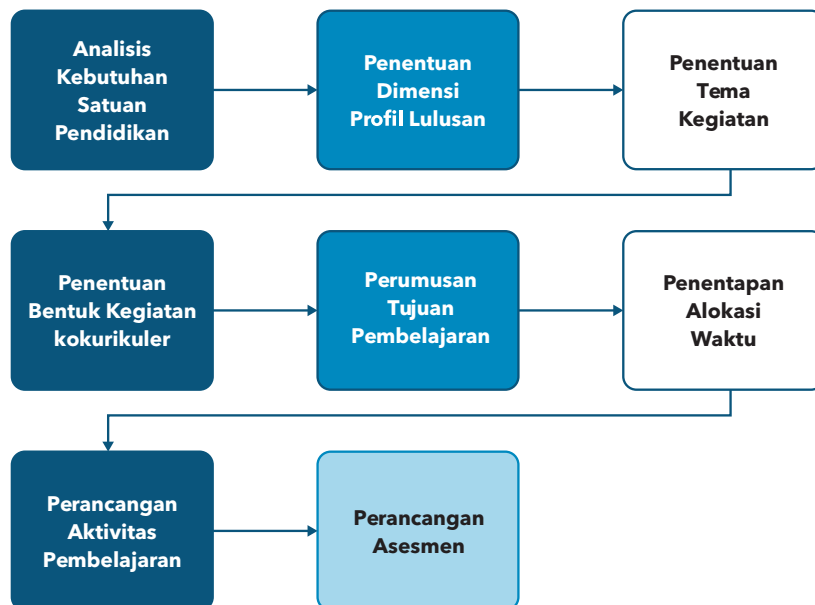 Analisis
Kebutuhan
Satuan
Pendidikan
Penentuan
Dimensi
Profil Lulusan
Penentuan
Tema
Kegiatan
Penentuan
Bentuk Kegiatan
kokurikuler
Perumusan
Tujuan
Pembelajaran
Penentapan
Alokasi
Waktu
Perancangan
Aktivitas
Pembelajaran
Perancangan
Asesmen